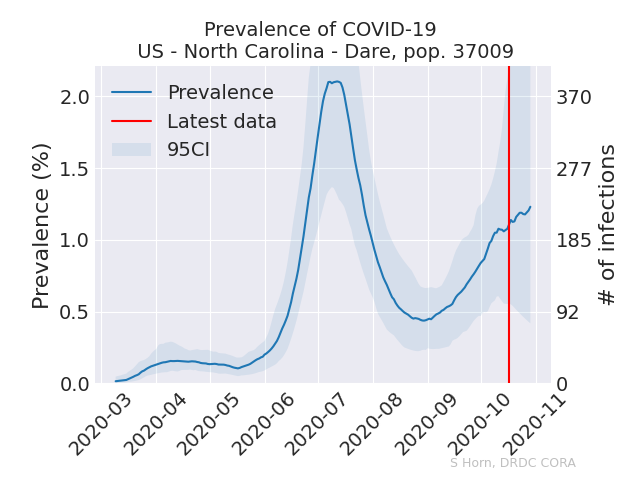 Prevalence of COVID-19
US - North Carolina - Dare, pop. 37009
Prevalence
Latest data
95CI
Prevalence (%)
2.0
1.5
1.0
0.5
0.0
# of infections
370
277
185
92
0
2020-03
2020-04
2020-05
2020-06
2020-07
2020-08
2020-09
2020-10
2020-11
S Horn, DRDC CORA